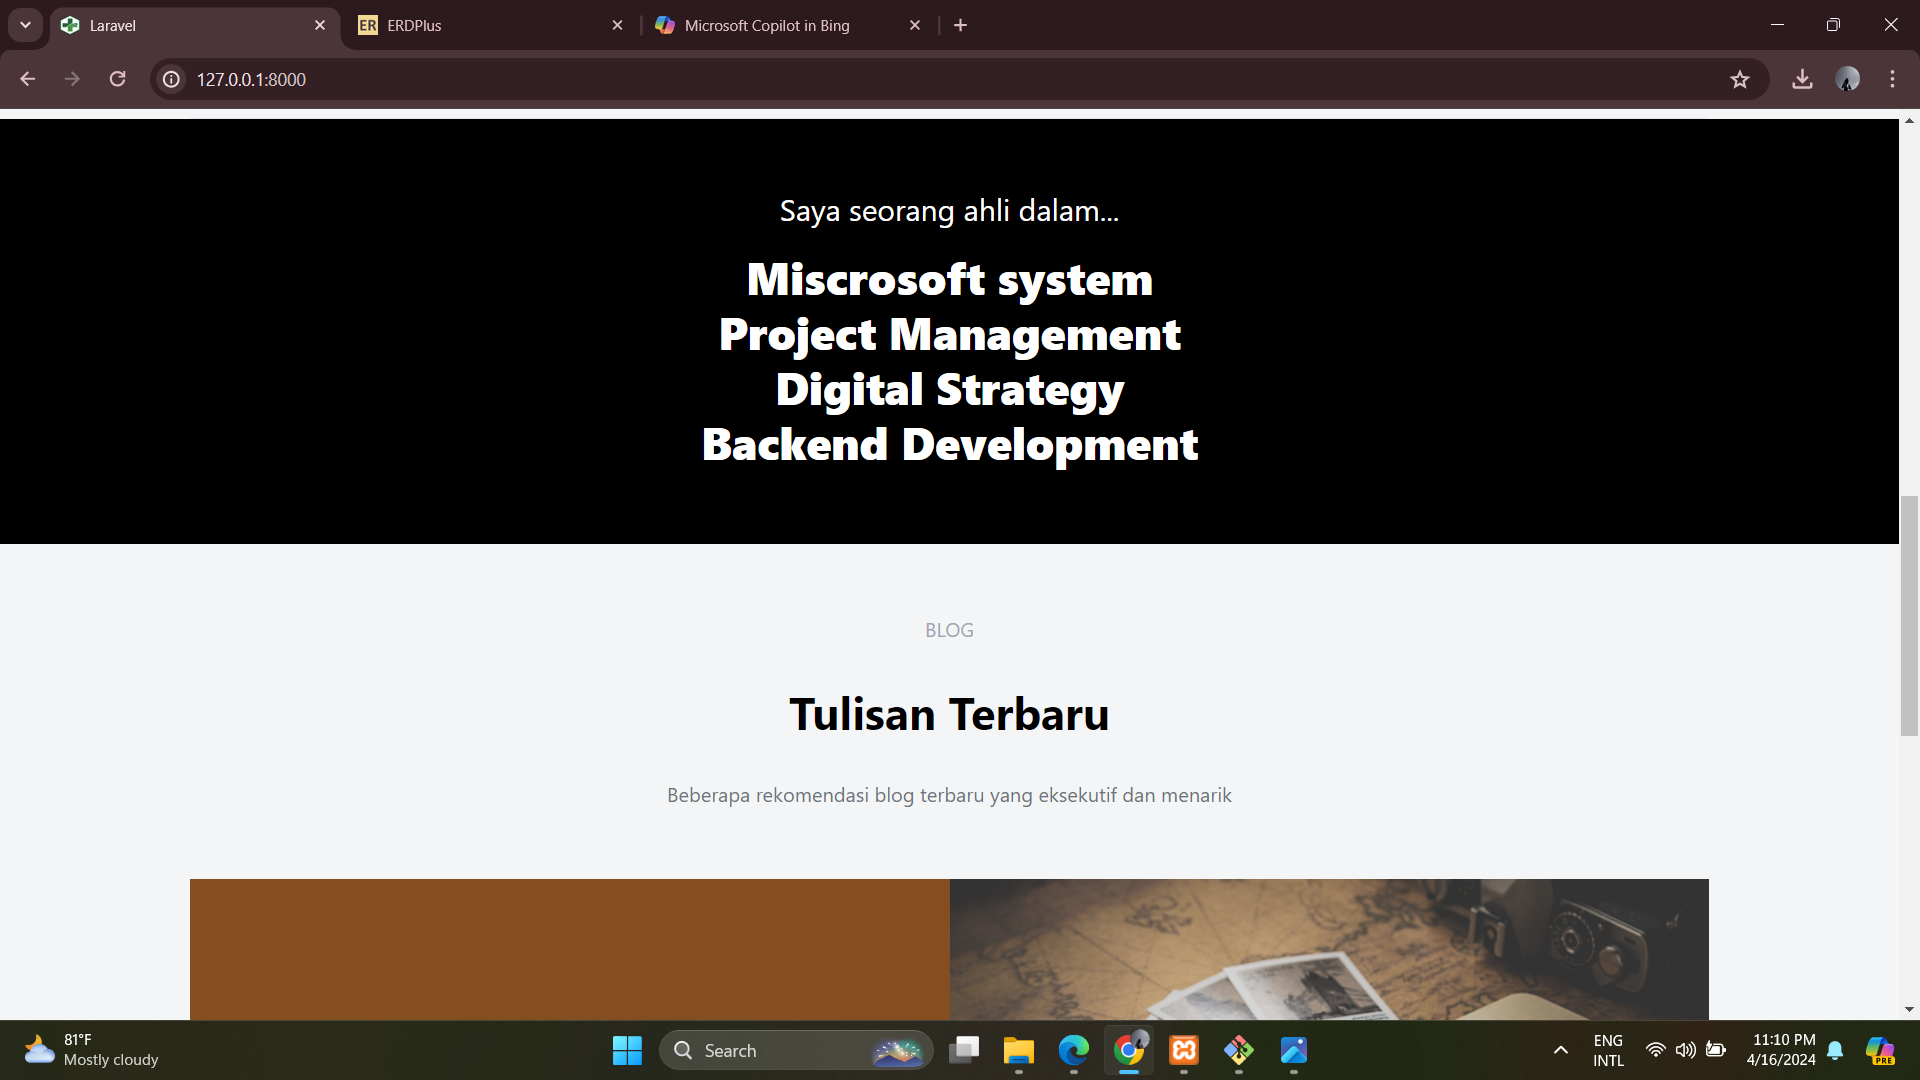 Laravel
ER ERDPlus
Microsoft Copilot in Bing
127.0.0.1:8000
Saya seorang ahli dalam...
Miscrosoft system
Project Management
Digital Strategy
Backend Development
BLOG
Tulisan Terbaru
Beberapa rekomendasi blog terbaru yang eksekutif dan menarik
81°F
Mostly cloudy
Search
ENG
INTL
11:10 PM
4/16/2024
PRE